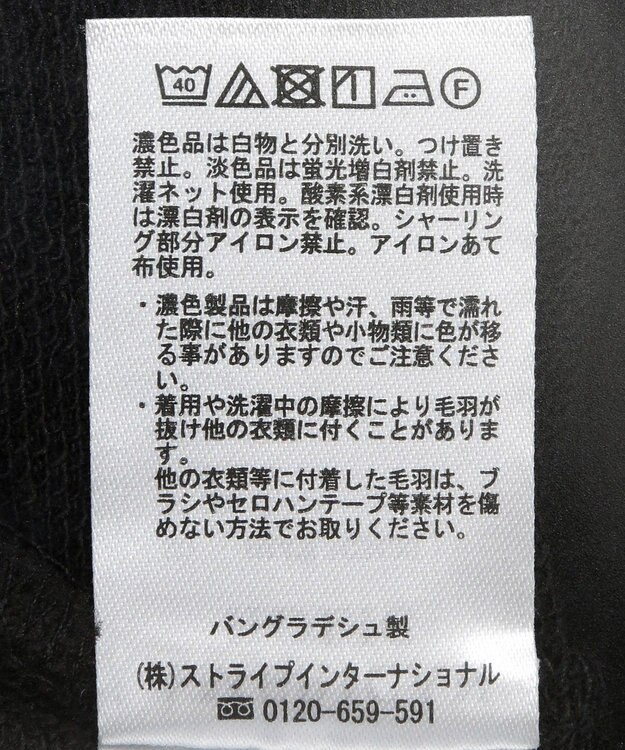 40 F
濃色品は白物と分別洗い。つけ置き
禁止。淡色品は蛍光増白剤禁止。洗
濯ネット使用。酸素系漂白剤使用時
は漂白剤の表示を確認。シャーリン
グ部分アイロン禁止。アイロンあて
布使用。
・濃色製品は摩擦や汗、雨等で濡れ
た際に他の衣類や小物類に色が移
る事がありますのでご注意くださ
い。
・着用や洗濯中の摩擦により毛羽が
抜け他の衣類に付くことがありま
す。
他の衣類等に付着した毛羽は、ブ
ラシやセロハンテープ等素材を傷
めない方法でお取りください。
バングラデシュ製
(株)ストライプインターナショナル
0120-659-591